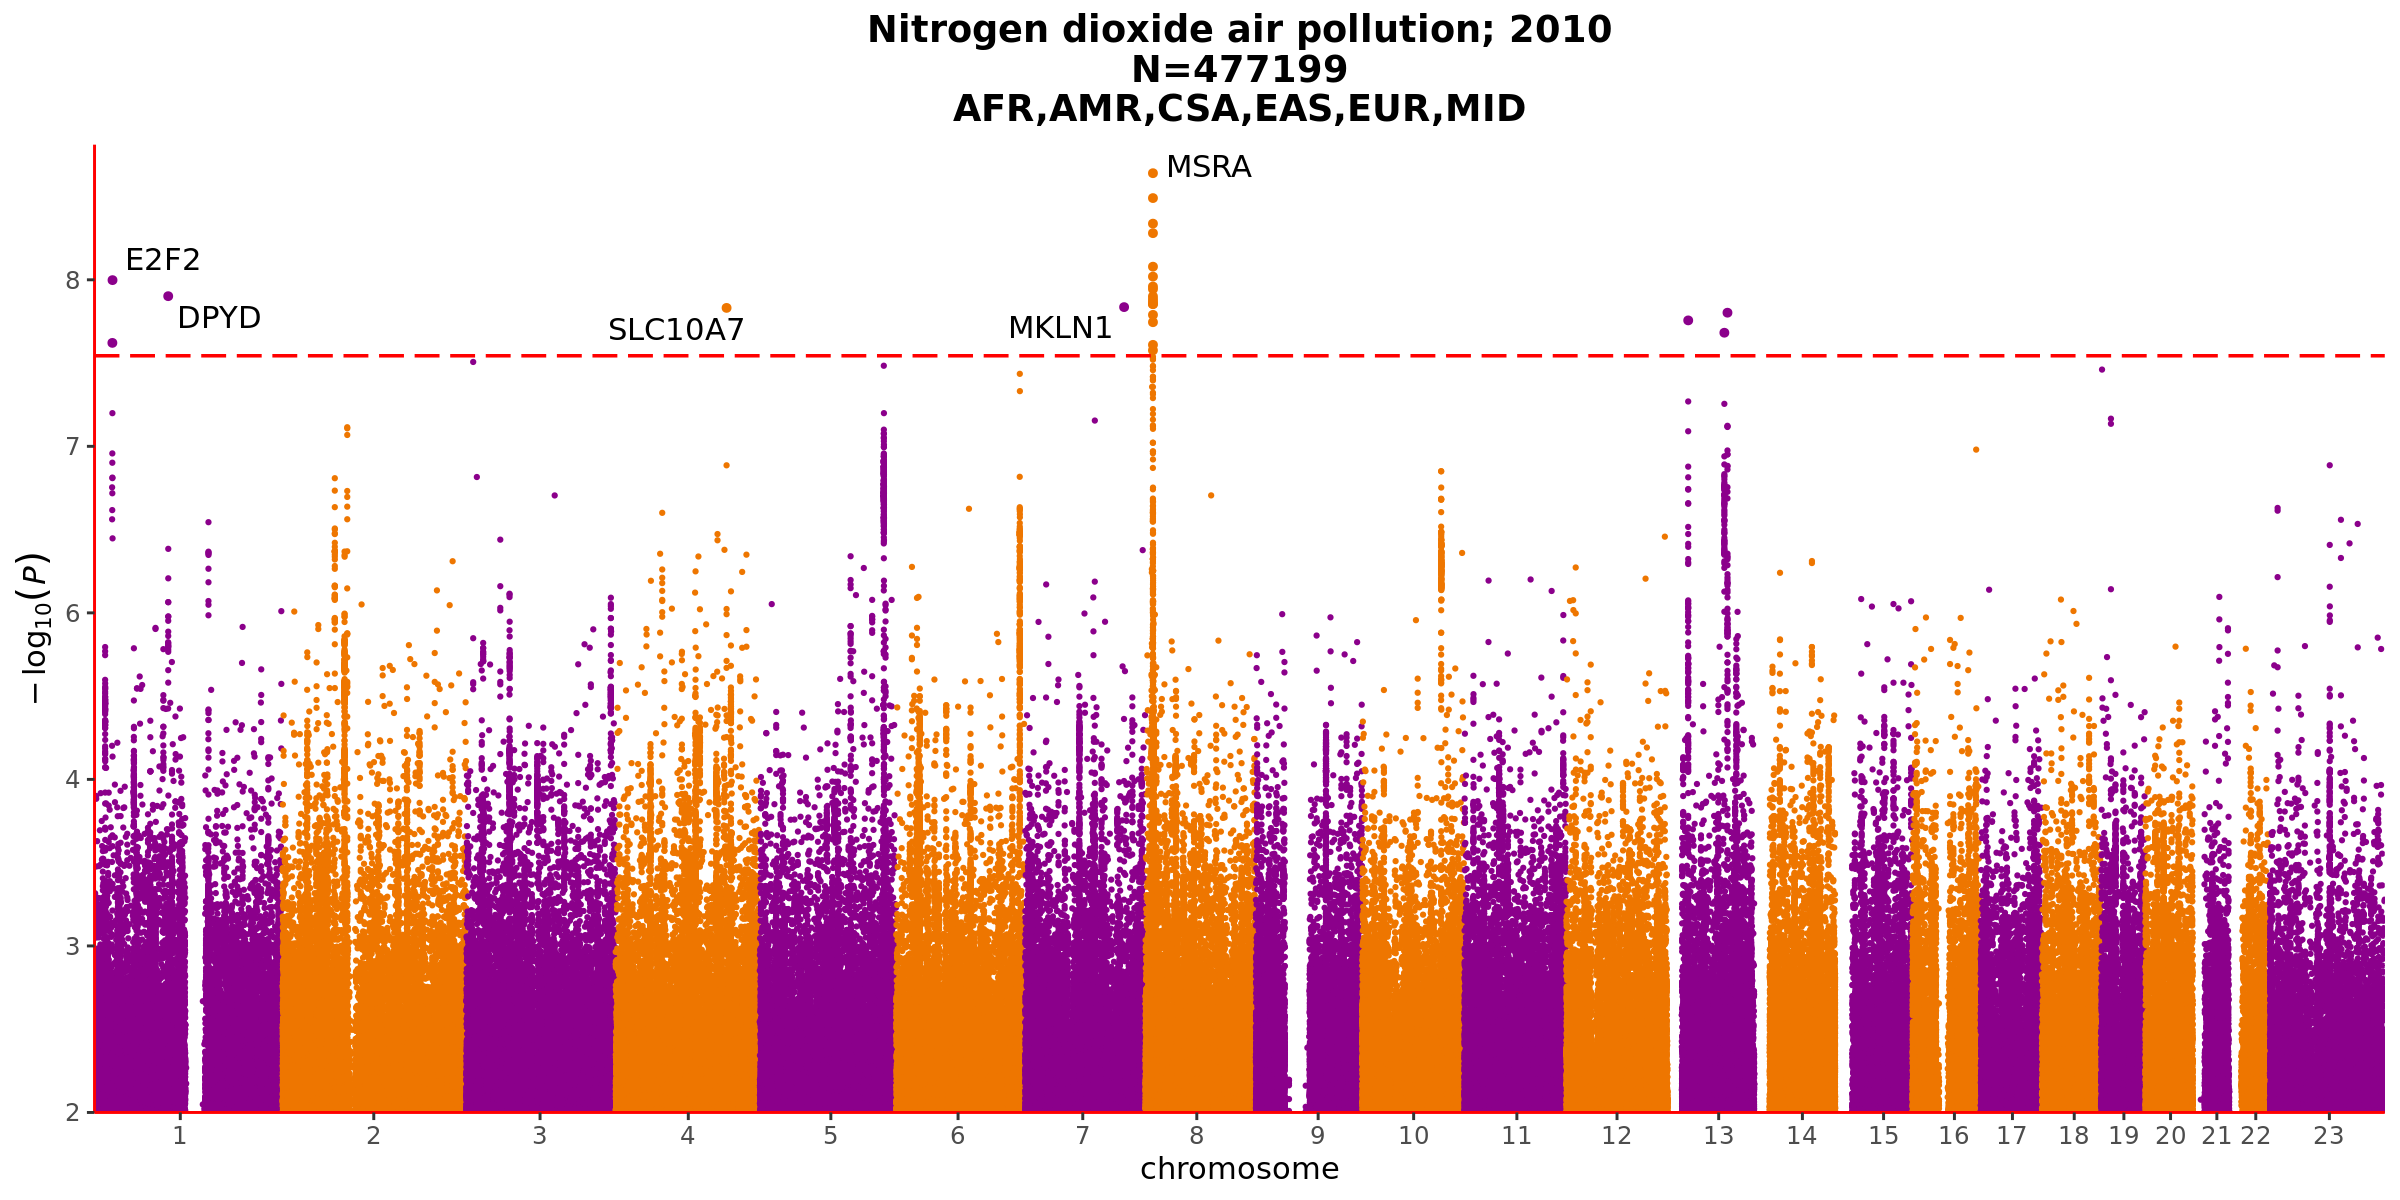 Nitrogen dioxide air pollution; 2010
N=477199
AFR,AMR,CSA,EAS,EUR,MID
MSRA
E2F2
DPYD
SLC10A7
MKLN1
8
7
6
4
3
2
−log10(P)
1 2 3 4 5 6 7 8 9 10 11 12 13 14 15 16 17 18 19 20 21 22 23
chromosome